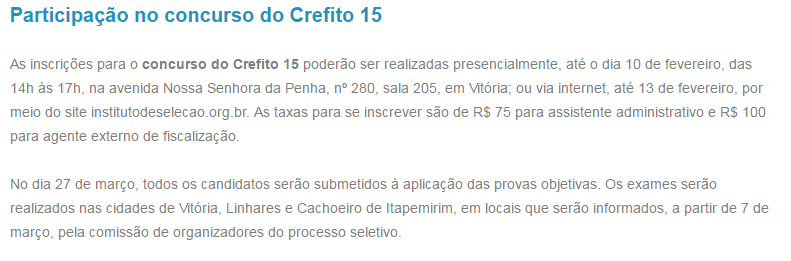 Participação no concurso do Crefito 15
As inscrições para o concurso do Crefito 15 poderão ser realizadas presencialmente, até o dia 10 de fevereiro, das
14h às 17h, na avenida Nossa Senhora da Penha, nº 280, sala 205, em Vitória; ou via internet, até 13 de fevereiro, por
meio do site institutodeselecao.org.br. As taxas para se inscrever são de R$ 75 para assistente administrativo e R$ 100
para agente externo de fiscalização.
No dia 27 de março, todos os candidatos serão submetidos à aplicação das provas objetivas. Os exames serão
realizados nas cidades de Vitória, Linhares e Cachoeiro de Itapemirim, em locais que serão informados, a partir de 7 de
março, pela comissão de organizadores do processo seletivo.